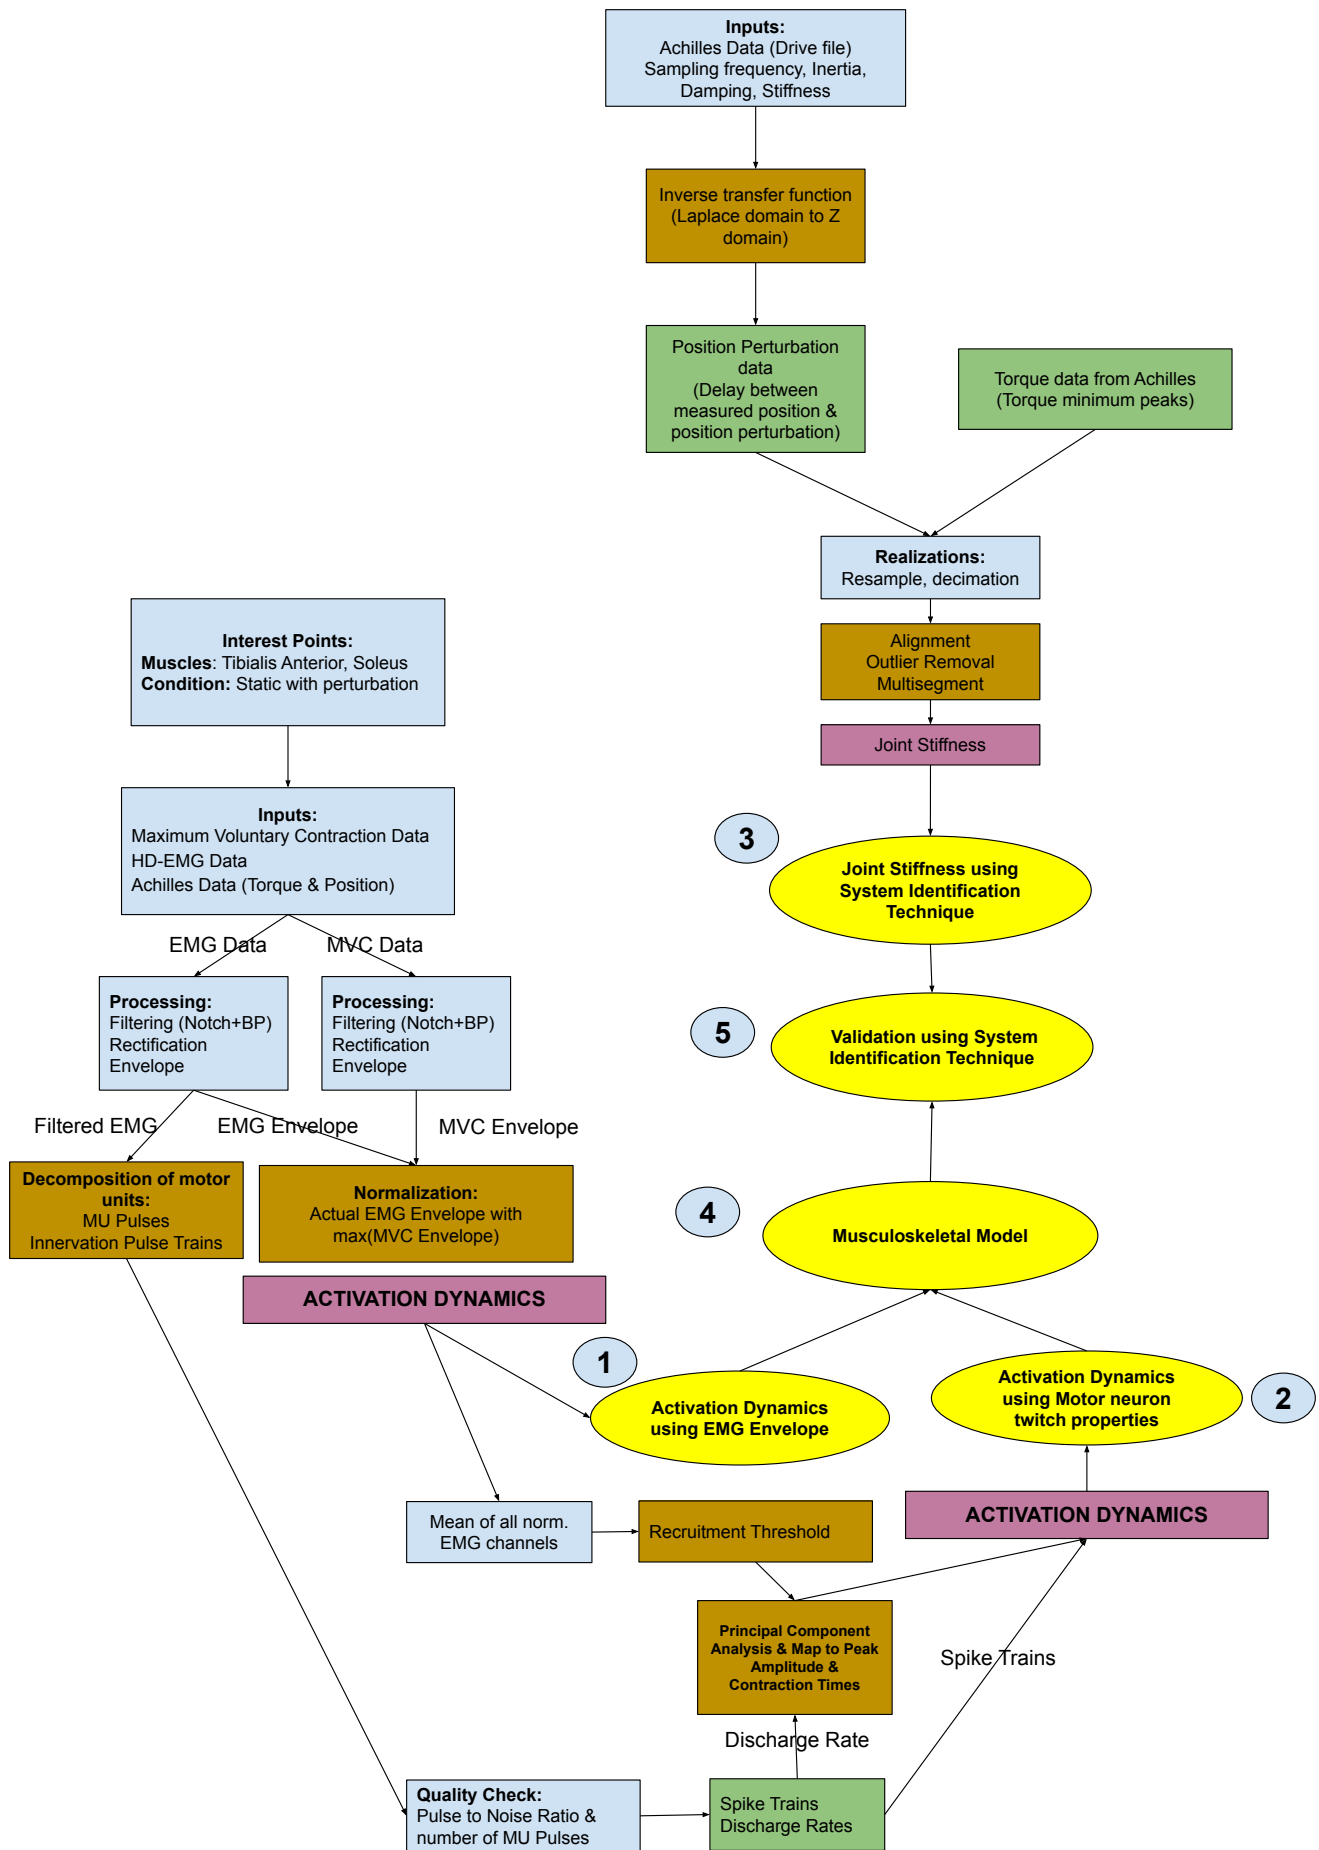 Inputs:
Achilles Data (Drive file)
Sampling frequency, Inertia,
Damping, Stiffness
Inverse transfer function
(Laplace domain to Z
domain)
Position Perturbation
data
(Delay between
measured position &
position perturbation)
Torque data from Achilles
(Torque minimum peaks)
Realizations:
Resample, decimation
Alignment
Outlier Removal
Multisegment
Joint Stiffness
3
Joint Stiffness using
System Identification
Technique
5
Validation using System
Identification Technique
4
Musculoskeletal Model
Interest Points:
Muscles: Tibialis Anterior, Soleus
Condition: Static with perturbation
Inputs:
Maximum Voluntary Contraction Data
HD-EMG Data
Achilles Data (Torque & Position)
EMG Data
MVC Data
Processing:
Filtering (Notch+BP)
Rectification
Envelope
Processing:
Filtering (Notch+BP)
Rectification
Envelope
Filtered EMG
EMG Envelope
MVC Envelope
Decomposition of motor
units:
MU Pulses
Innervation Pulse Trains
Normalization:
Actual EMG Envelope with
max(MVC Envelope)
ACTIVATION DYNAMICS
1
Activation Dynamics
using EMG Envelope
Activation Dynamics
using Motor neuron
twitch properties
2
Mean of all norm.
EMG channels
Recruitment Threshold
ACTIVATION DYNAMICS
Principal Component
Analysis & Map to Peak
Amplitude &
Contraction Times
Spike Trains
Discharge Rate
Quality Check:
Pulse to Noise Ratio &
number of MU Pulses
Spike Trains
Discharge Rates